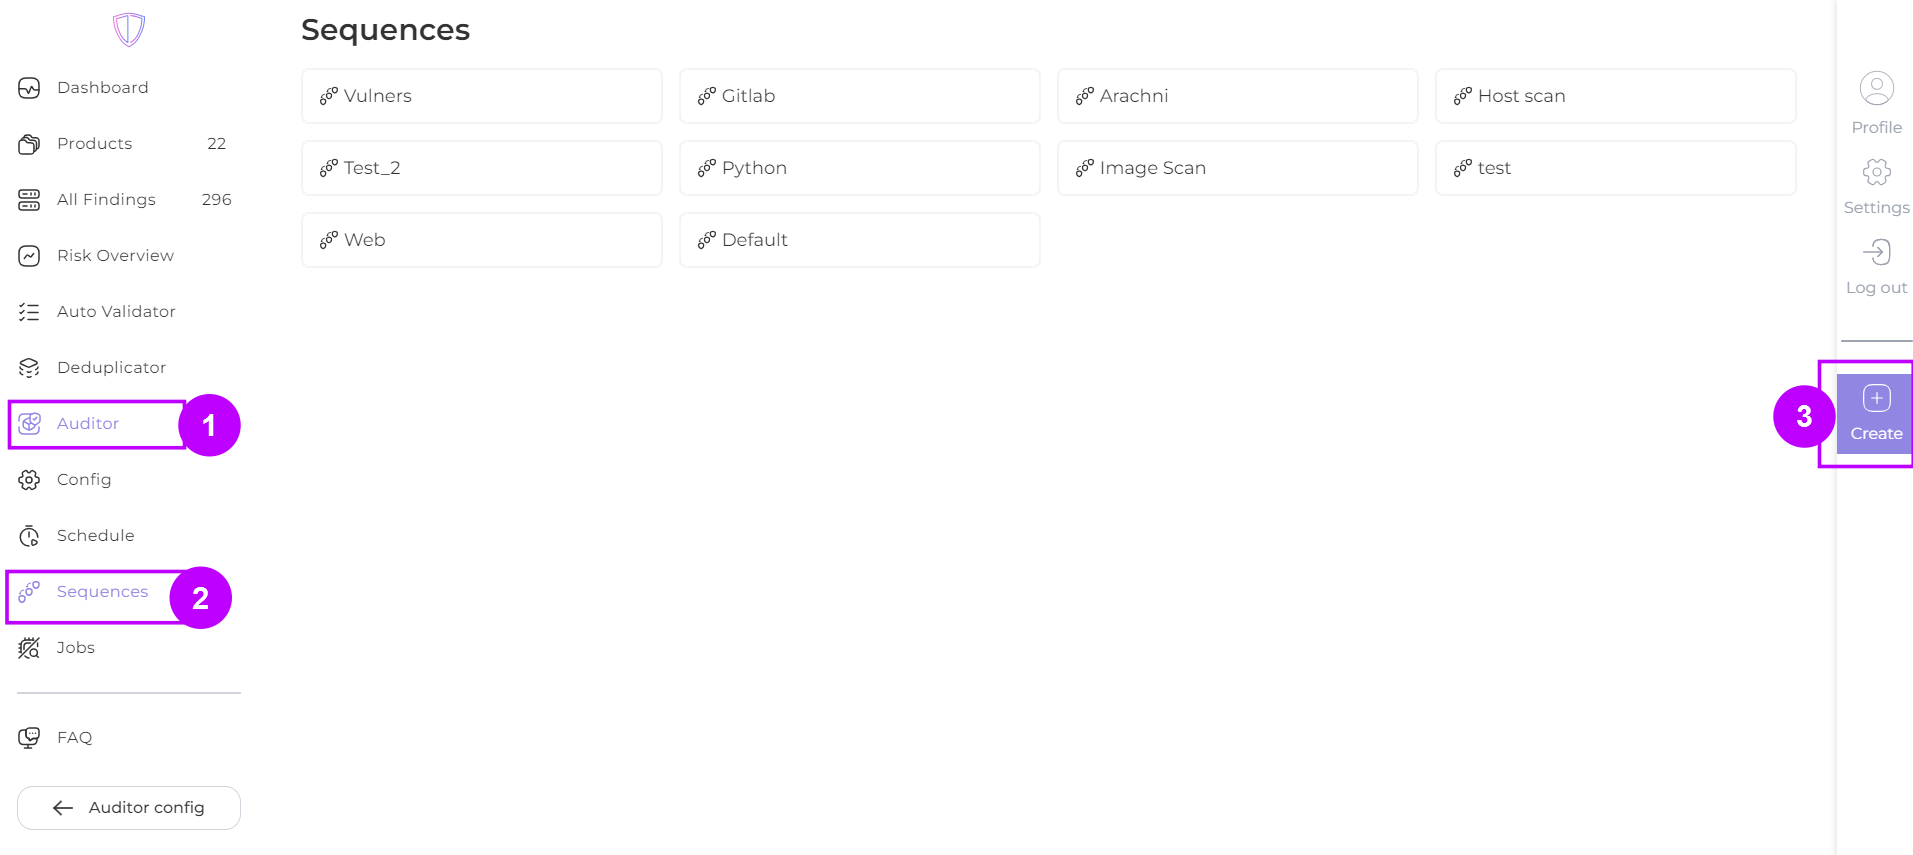 Dashboard
Products 22
All Findings 296
Risk Overview
Auto Validator
Deduplicator
Auditor 1
Config
Schedule
Sequences 2
Jobs
FAQ
Auditor config
Sequences
Vulners Gitlab Arachni Host scan
Test_2 Python Image Scan test
Web Default
Profile
Settings
Log out
3 Create